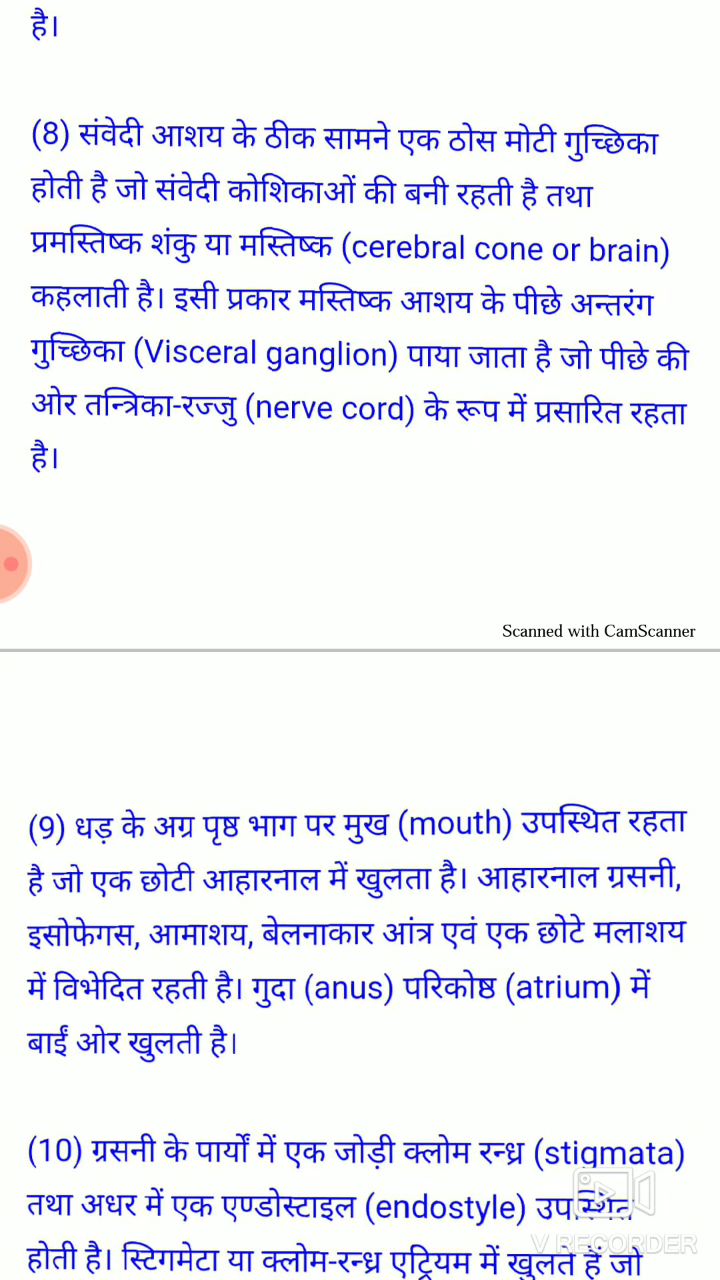 है।
(8) संवेदी आशय के ठीक सामने एक ठोस मोटी गुच्छिका
होती है जो संवेदी कोशिकाओं की बनी रहती है तथा
प्रमस्तिष्क शंकु या मस्तिष्क (cerebral cone or brain)
कहलाती है। इसी प्रकार मस्तिष्क आशय के पीछे अन्तरंग
गुच्छिका (Visceral ganglion) पाया जाता है जो पीछे की
ओर तन्त्रिका-रज्जु (nerve cord) के रूप में प्रसारित रहता
है।
Scanned with CamScanner
(9) धड़ के अग्र पृष्ठ भाग पर मुख (mouth) उपस्थित रहता
है जो एक छोटी आहारनाल में खुलता है। आहारनाल ग्रसनी,
इसोफेगस, आमाशय, बेलनाकार आंत्र एवं एक छोटे मलाशय
में विभेदित रहती है। गुदा (anus) परिकोष्ठ (atrium) में
बाईं ओर खुलती है।
(10) ग्रसनी के पार्यों में एक जोड़ी क्लोम रन्ध्र (stigmata)
तथा अधर में एक एण्डोस्टाइल (endostyle) उपस्थित
होती है। स्टिगमेटा या क्लोम-रन्ध्र एट्रियम में खुलते हैं जो
V RECORDER